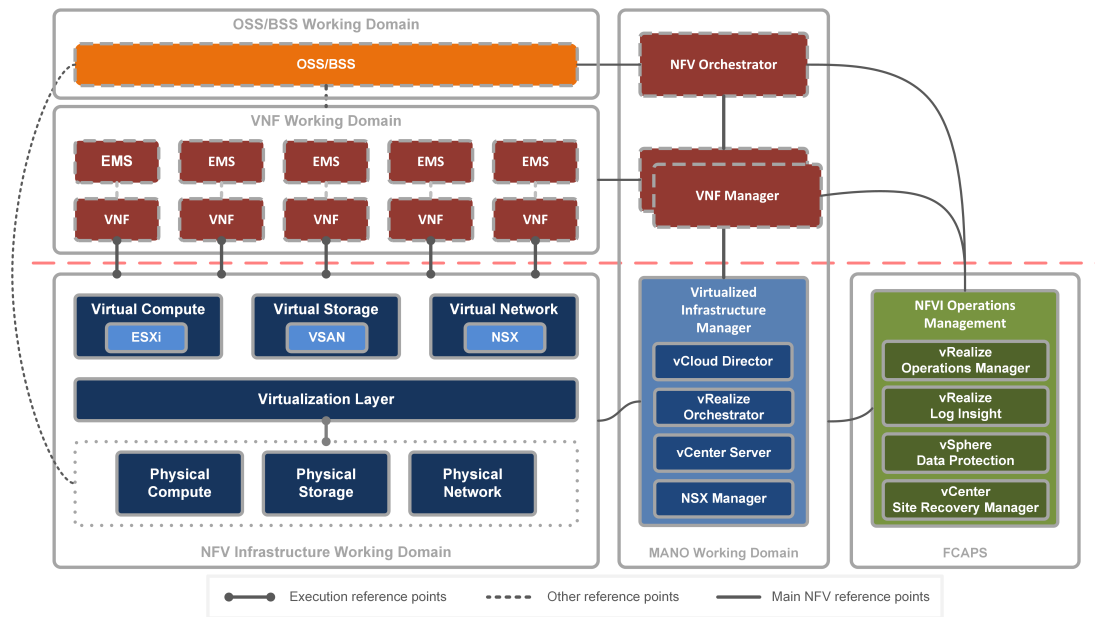 OSS/BSS Working Domain
OSS/BSS
VNF Working Domain
EMS
EMS
EMS
EMS
EMS
VNF
VNF
VNF
VNF
VNF
Virtual Compute
ESXi
Virtual Storage
VSAN
Virtual Network
NSX
Virtualization Layer
Physical
Compute
Physical
Storage
Physical
Network
NFV Infrastructure Working Domain
NFV Orchestrator
VNF Manager
Virtualized
Infrastructure
Manager
vCloud Director
vRealize
Orchestrator
vCenter Server
NSX Manager
MANO Working Domain
NFVI Operations
Management
vRealize
Operations Manager
vRealize
Log Insight
vSphere
Data Protection
vCenter
Site Recovery Manager
FCAPS
Execution reference points
Other reference points
Main NFV reference points